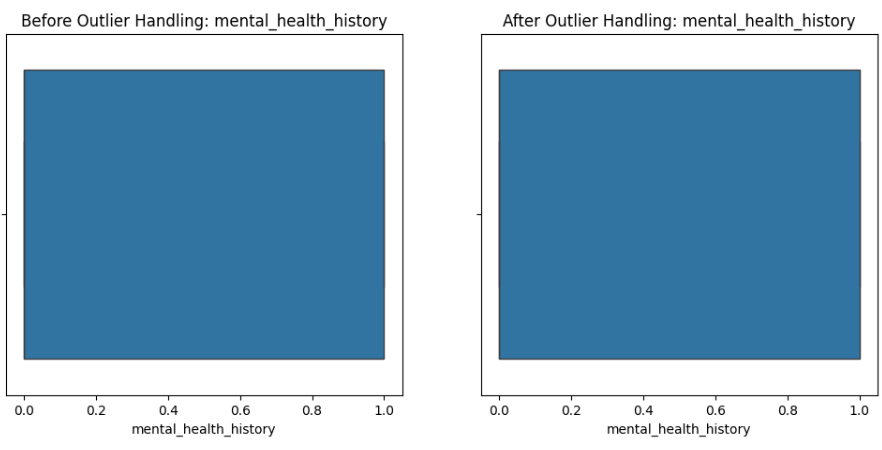 Before Outlier Handling: mental_health_history
0.0 0.2 0.4 0.6 0.8 1.0
mental_health_history
After Outlier Handling: mental_health_history
0.0 0.2 0.4 0.6 0.8 1.0
mental_health_history